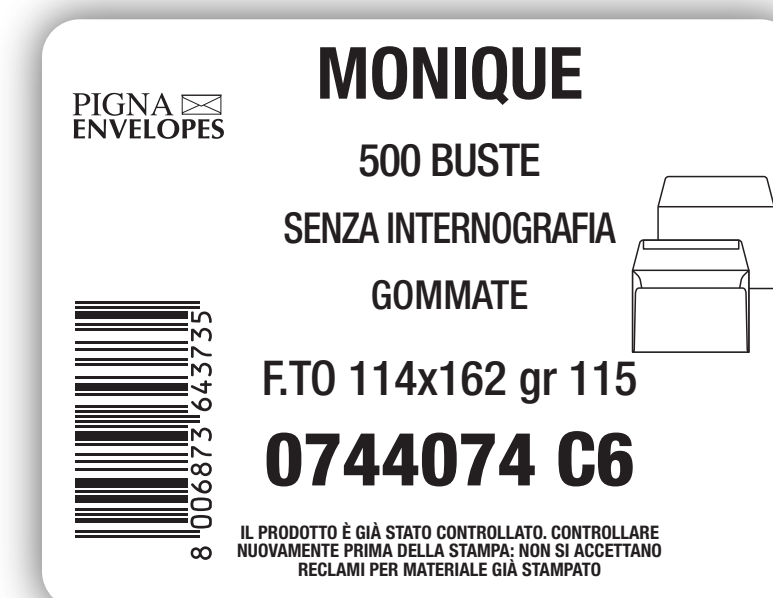 PIGNA
ENVELOPES
MONIQUE
500 BUSTE
SENZA INTERNOGRAFIA
GOMMATE
F.TO 114x162 gr 115
0744074 C6
IL PRODOTTO È GIÀ STATO CONTROLLATO. CONTROLLARE
NUOVAMENTE PRIMA DELLA STAMPA: NON SI ACCETTANO
RECLAMI PER MATERIALE GIÀ STAMPATO
8 006873 643735